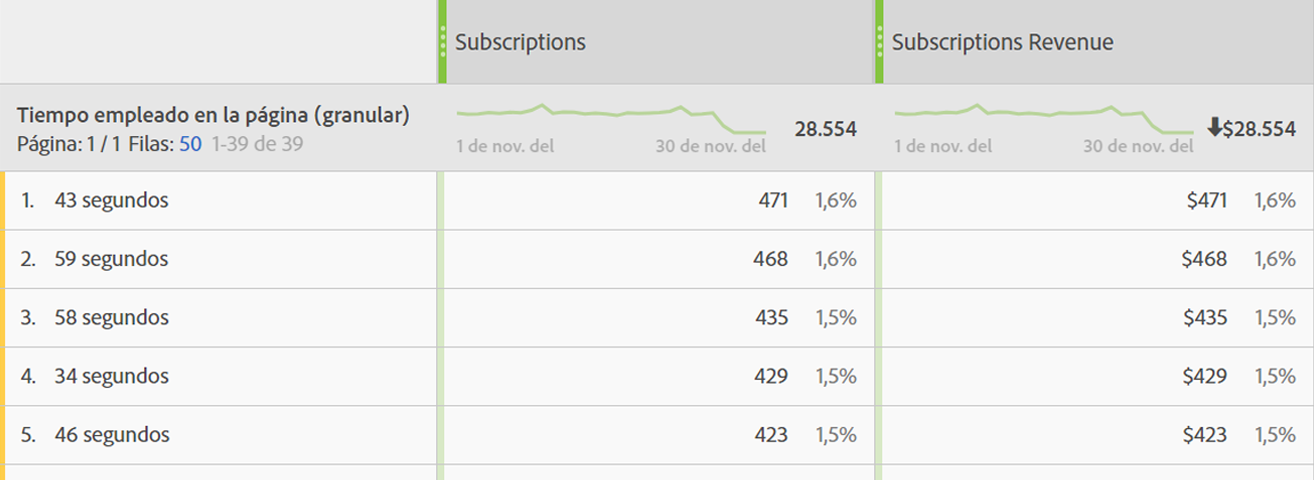 Subscriptions
Subscriptions Revenue
Tiempo empleado en la página (granular)
Página: 1 / 1 Filas: 50 1-39 de 39
1 de nov. del 30 de nov. del 28.554
1 de nov. del 30 de nov. del $28.554
1. 43 segundos 471 1,6% $471 1,6%
2. 59 segundos 468 1,6% $468 1,6%
3. 58 segundos 435 1,5% $435 1,5%
4. 34 segundos 429 1,5% $429 1,5%
5. 46 segundos 423 1,5% $423 1,5%